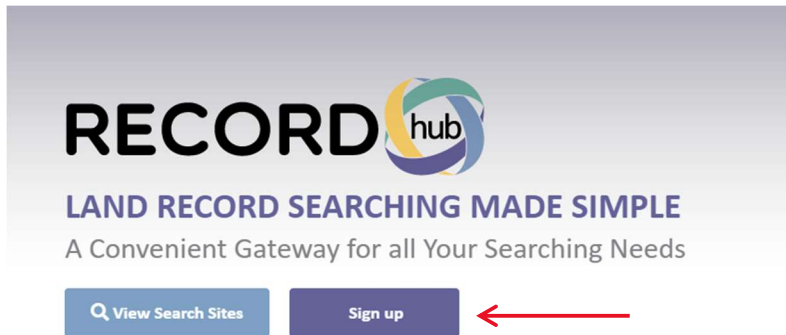 RECORD hub
LAND RECORD SEARCHING MADE SIMPLE
A Convenient Gateway for all Your Searching Needs
View Search Sites Sign up